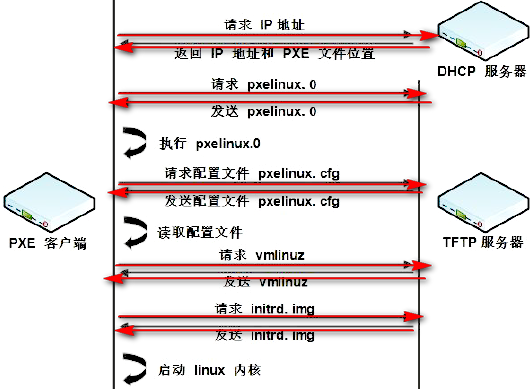 请求 IP 地址
返回 IP 地址和 PXE 文件位置
DHCP 服务器
请求 pxelinux.0
发送 pxelinux.0
执行 pxelinux.0
请求配置文件 pxelinux.cfg
发送配置文件 pxelinux.cfg
PXE 客户端
读取配置文件
TFTP 服务器
请求 vmlinuz
发送 vmlinuz
请求 initrd.img
发送 initrd.img
启动 linux 内核